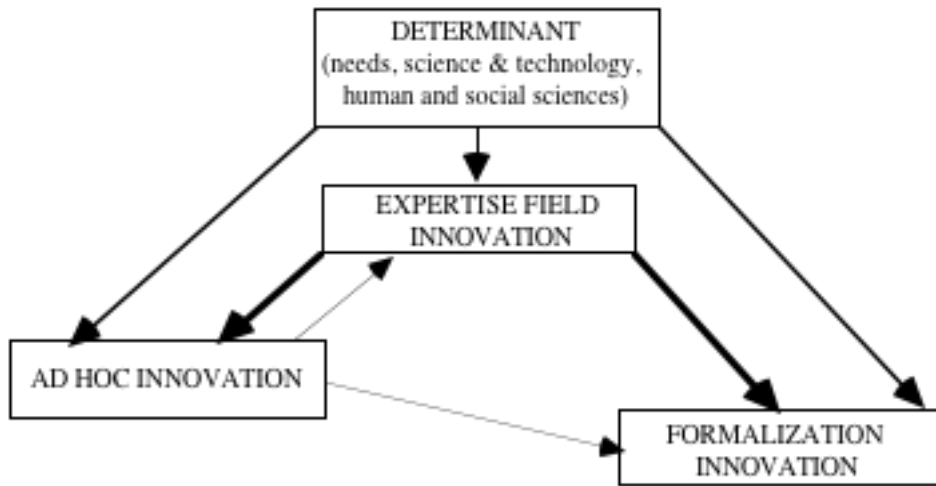 DETERMINANT
(needs, science & technology,
human and social sciences)
EXPERTISE FIELD
INNOVATION
AD HOC INNOVATION
FORMALIZATION
INNOVATION